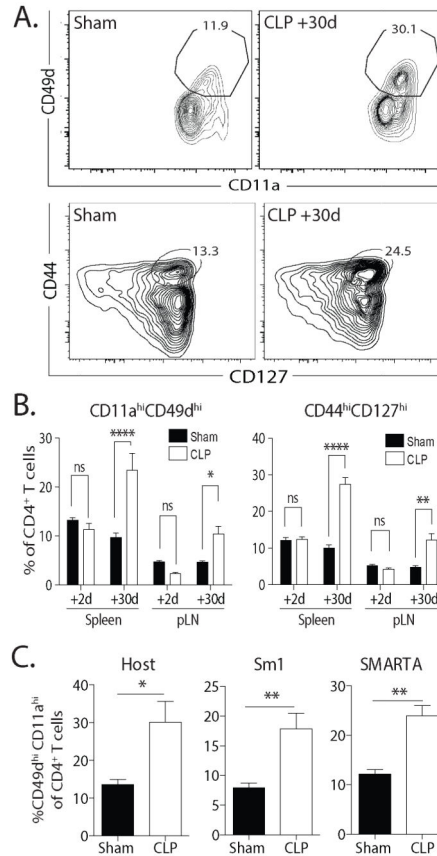 A.
Sham
11.9
CLP +30d
30.1
CD49d
CD11a
Sham
13.3
CLP +30d
24.5
CD44
CD127
B.
CD11a^hi CD49d^hi
CD44^hi CD127^hi
% of CD4⁺ T cells
40
30
20
10
0
ns
****
ns
*
Sham
CLP
+2d
+30d
+2d
+30d
Spleen
pLN
40
30
20
10
0
ns
****
ns
**
Sham
CLP
+2d
+30d
+2d
+30d
Spleen
pLN
C.
%CD49d^hi CD11a^hi
of CD4⁺ T cells
Host
40
30
20
10
0
*
Sham
CLP
Sm1
25
20
15
10
5
0
**
Sham
CLP
SMARTA
30
20
10
0
**
Sham
CLP